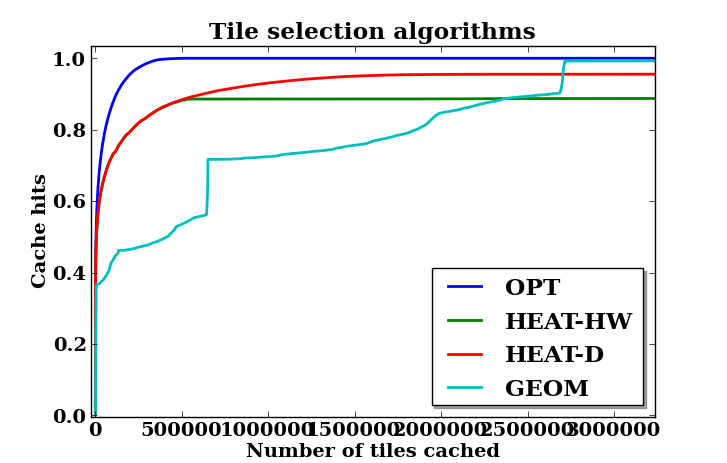 Tile selection algorithms
1.0
0.8
0.6
0.4
0.2
0.0
Cache hits
OPT
HEAT-HW
HEAT-D
GEOM
0 500000 1000000 1500000 2000000 2500000 3000000
Number of tiles cached